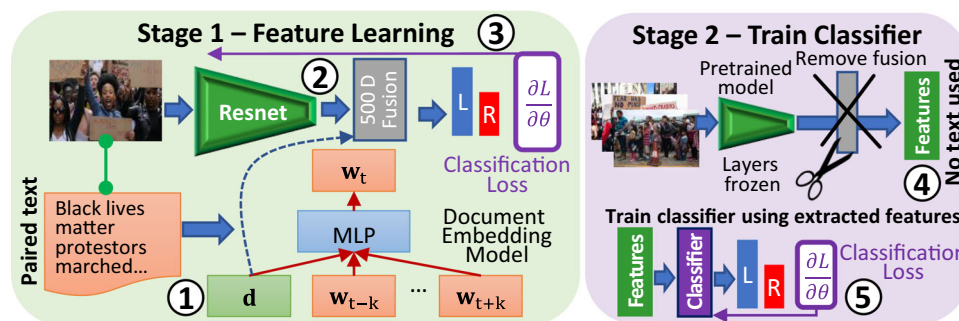 Stage 1 – Feature Learning
3
2
Resnet
500 D
Fusion
L
R
∂L
∂θ
Classification
Loss
Paired text
Black lives
matter
protestors
marched...
w_t
MLP
Document
Embedding
Model
1
d
w_{t−k}
...
w_{t+k}
Stage 2 – Train Classifier
Pretrained
model
Remove fusion
Features
No text used
Layers
frozen
4
Train classifier using extracted features
Features
Classifier
L
R
∂L
∂θ
Classification
Loss
5